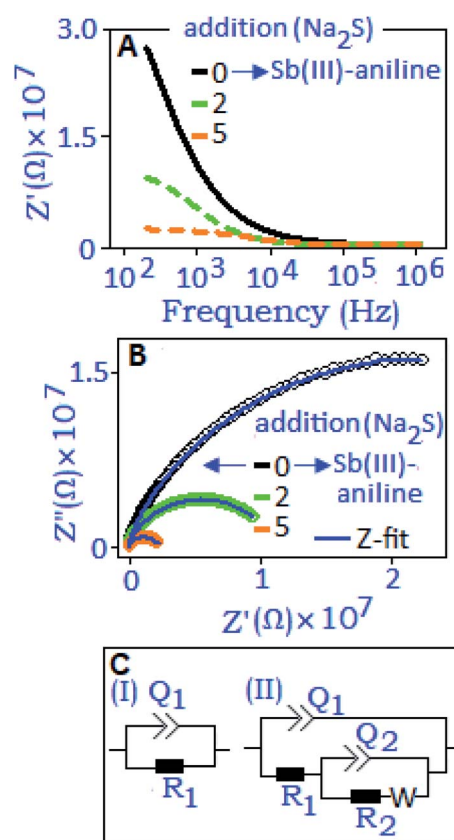 A
addition (Na2S)
0 → Sb(III)-aniline
2
5
3.0
1.5
0
Z'(Ω)×10^7
10^2 10^3 10^4 10^5 10^6
Frequency (Hz)
B
addition (Na2S)
0 Sb(III)-
aniline
2
5
Z-fit
1.5
0
Z"(Ω)×10^7
0 1 2
Z'(Ω)×10^7
C
(I) Q1
R1
(II) Q1
Q2
R1
R2 W